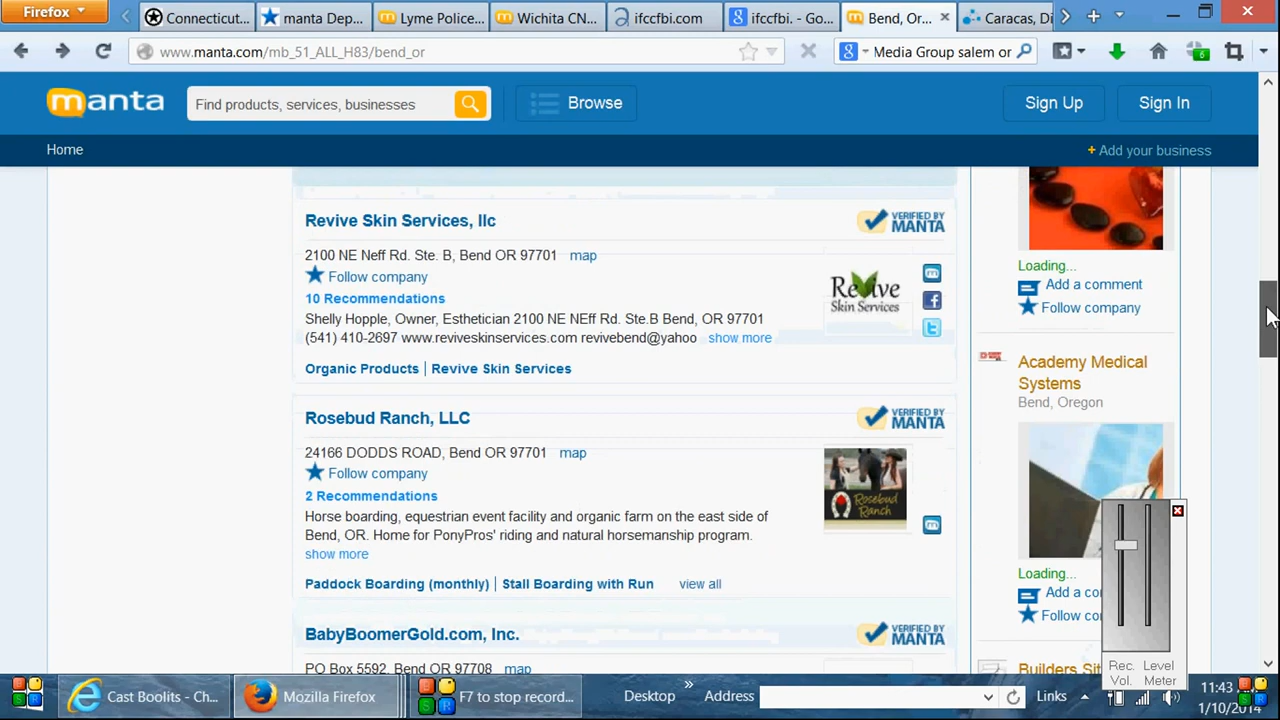 Firefox
Connecticut...
manta Dep...
Lyme Police...
Wichita CN...
ifccfbi.com
ifccfbi. - Go...
Bend, Or...
Caracas, Di
www.manta.com/mb_51_ALL_H83/bend_or
Media Group salem or
6
manta
Find products, services, businesses
Browse
Sign Up
Sign In
Home
+ Add your business
Revive Skin Services, llc
VERIFIED BY MANTA
2100 NE Neff Rd. Ste. B, Bend OR 97701 map
Follow company
10 Recommendations
Shelly Hopple, Owner, Esthetician 2100 NE NEff Rd. Ste.B Bend, OR 97701
(541) 410-2697 www.reviveskinservices.com revivebend@yahoo show more
Organic Products | Revive Skin Services
Revive
Skin Services
Rosebud Ranch, LLC
VERIFIED BY MANTA
24166 DODDS ROAD, Bend OR 97701 map
Follow company
2 Recommendations
Horse boarding, equestrian event facility and organic farm on the east side of
Bend, OR. Home for PonyPros' riding and natural horsemanship program.
show more
Paddock Boarding (monthly) | Stall Boarding with Run view all
Rosebud
Ranch
BabyBoomerGold.com, Inc.
VERIFIED BY MANTA
PO Box 5592, Bend OR 97708 map
Loading...
Add a comment
Follow company
Academy Medical
Systems
Bend, Oregon
Loading...
Add a co
Follow co
Builders Sit
Rec. Level
Vol. Meter
Cast Boolits - Ch...
Mozilla Firefox
F7 to stop record...
Desktop
Address
Links
11:43 AM
1/10/2014